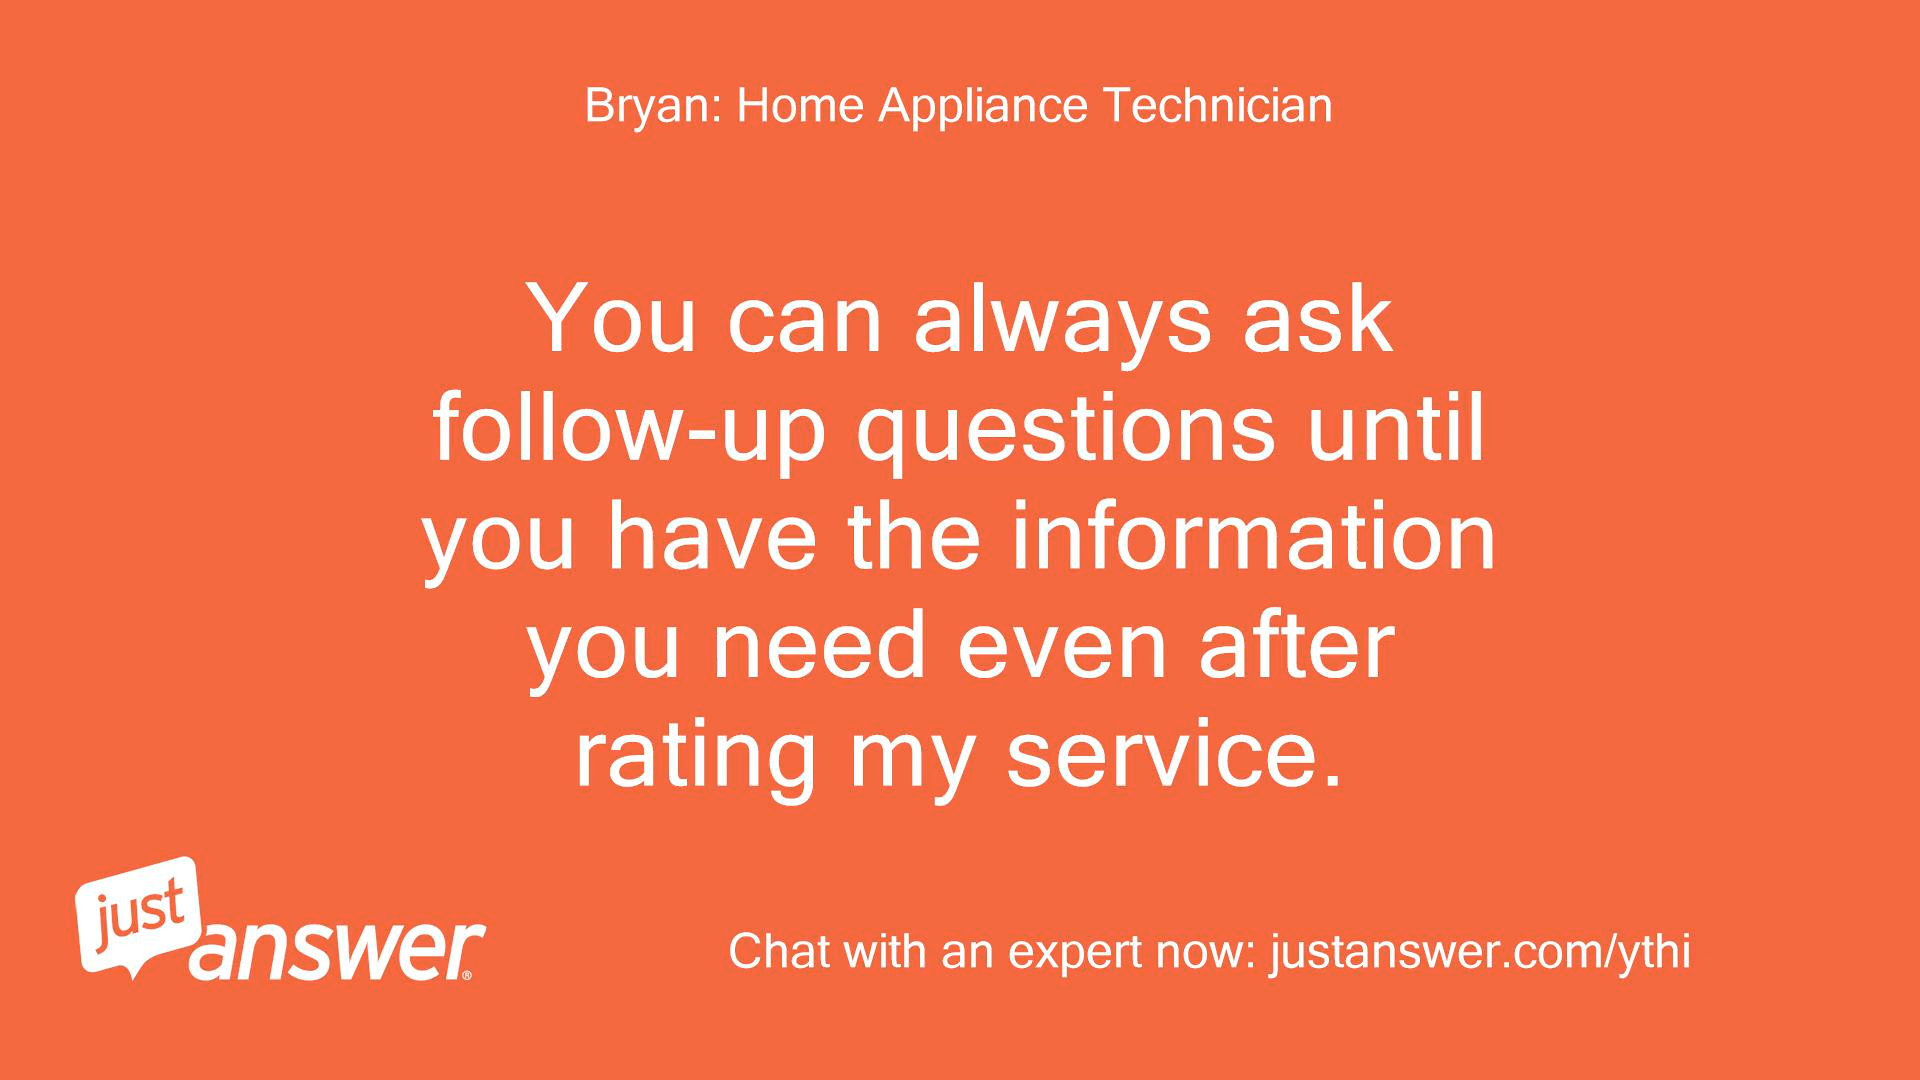 Bryan: Home Appliance Technician
You can always ask
follow-up questions until
you have the information
you need even after
rating my service.
just
answer®
Chat with an expert now: justanswer.com/ythi